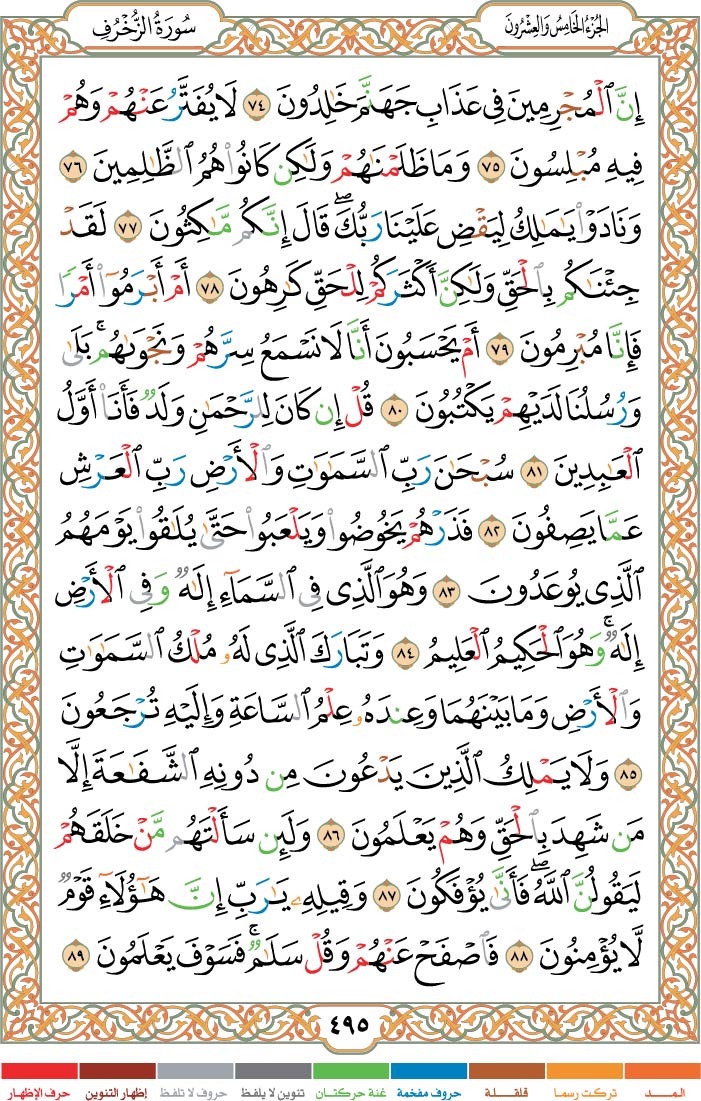 الجُزْءُ الخَامِسُ وَالعِشْرُونَ
سُورَةُ الزُّخْرُفِ
إِنَّ ٱلْمُجْرِمِينَ فِى عَذَابِ جَهَنَّمَ خَٰلِدُونَ ٧٤ لَا يُفَتَّرُ عَنْهُمْ وَهُمْ
فِيهِ مُبْلِسُونَ ٧٥ وَمَا ظَلَمْنَٰهُمْ وَلَٰكِن كَانُوا۟ هُمُ ٱلظَّٰلِمِينَ ٧٦
وَنَادَوْا۟ يَٰمَٰلِكُ لِيَقْضِ عَلَيْنَا رَبُّكَ ۖ قَالَ إِنَّكُم مَّٰكِثُونَ ٧٧ لَقَدْ
جِئْنَٰكُم بِٱلْحَقِّ وَلَٰكِنَّ أَكْثَرَكُمْ لِلْحَقِّ كَٰرِهُونَ ٧٨ أَمْ أَبْرَمُوٓا۟ أَمْرًا
فَإِنَّا مُبْرِمُونَ ٧٩ أَمْ يَحْسَبُونَ أَنَّا لَا نَسْمَعُ سِرَّهُمْ وَنَجْوَىٰهُم ۚ بَلَىٰ
وَرُسُلُنَا لَدَيْهِمْ يَكْتُبُونَ ٨٠ قُلْ إِن كَانَ لِلرَّحْمَٰنِ وَلَدٌ فَأَنَا۠ أَوَّلُ
ٱلْعَٰبِدِينَ ٨١ سُبْحَٰنَ رَبِّ ٱلسَّمَٰوَٰتِ وَٱلْأَرْضِ رَبِّ ٱلْعَرْشِ
عَمَّا يَصِفُونَ ٨٢ فَذَرْهُمْ يَخُوضُوا۟ وَيَلْعَبُوا۟ حَتَّىٰ يُلَٰقُوا۟ يَوْمَهُمُ
ٱلَّذِى يُوعَدُونَ ٨٣ وَهُوَ ٱلَّذِى فِى ٱلسَّمَآءِ إِلَٰهٌ وَفِى ٱلْأَرْضِ
إِلَٰهٌ ۚ وَهُوَ ٱلْحَكِيمُ ٱلْعَلِيمُ ٨٤ وَتَبَارَكَ ٱلَّذِى لَهُۥ مُلْكُ ٱلسَّمَٰوَٰتِ
وَٱلْأَرْضِ وَمَا بَيْنَهُمَا وَعِندَهُۥ عِلْمُ ٱلسَّاعَةِ وَإِلَيْهِ تُرْجَعُونَ
٨٥ وَلَا يَمْلِكُ ٱلَّذِينَ يَدْعُونَ مِن دُونِهِ ٱلشَّفَٰعَةَ إِلَّا
مَن شَهِدَ بِٱلْحَقِّ وَهُمْ يَعْلَمُونَ ٨٦ وَلَئِن سَأَلْتَهُم مَّنْ خَلَقَهُمْ
لَيَقُولُنَّ ٱللَّهُ ۖ فَأَنَّىٰ يُؤْفَكُونَ ٨٧ وَقِيلِهِۦ يَٰرَبِّ إِنَّ هَٰٓؤُلَآءِ قَوْمٌ
لَّا يُؤْمِنُونَ ٨٨ فَٱصْفَحْ عَنْهُمْ وَقُلْ سَلَٰمٌ ۚ فَسَوْفَ يَعْلَمُونَ ٨٩
٤٩٥
المـــد تركت رسما قلقـلة حروف مفخمة غنة حركتـان تنوين لا يلفظ حروف لا تلفظ إظهار التنوين حرف الإظهار